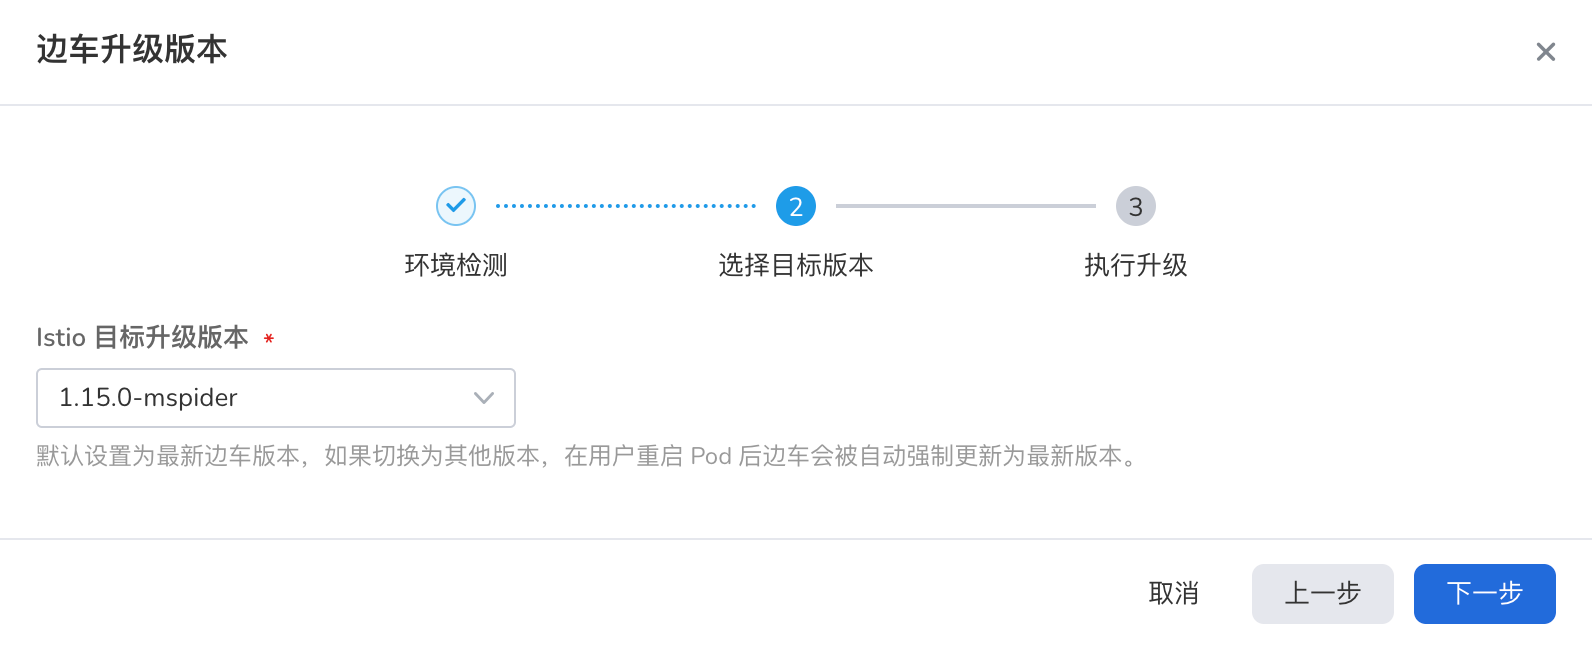 边车升级版本
2
3
环境检测
选择目标版本
执行升级
Istio 目标升级版本 *
1.15.0-mspider
默认设置为最新边车版本，如果切换为其他版本，在用户重启 Pod 后边车会被自动强制更新为最新版本。
取消
上一步
下一步